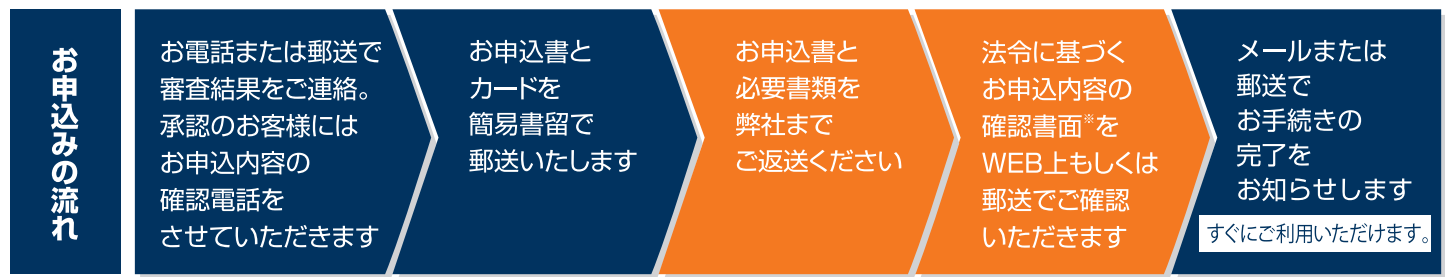 お申込みの流れ
お電話または郵送で
審査結果をご連絡。
承認のお客様には
お申込内容の
確認電話を
させていただきます
お申込書と
カードを
簡易書留で
郵送いたします
お申込書と
必要書類を
弊社まで
ご返送ください
法令に基づく
お申込内容の
確認書面※を
WEB上もしくは
郵送でご確認
いただきます
メールまたは
郵送で
お手続きの
完了を
お知らせします
すぐにご利用いただけます。